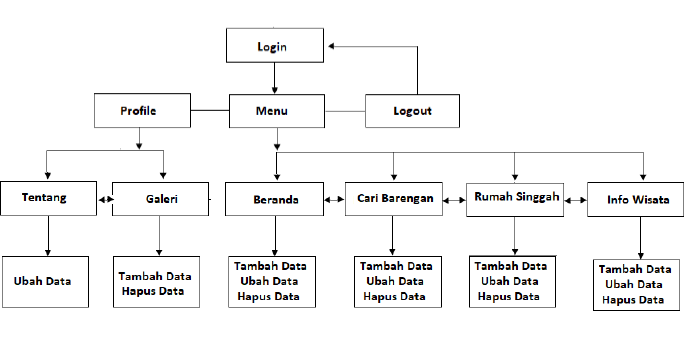 Login
Profile
Menu
Logout
Tentang
Galeri
Beranda
Cari Barengan
Rumah Singgah
Info Wisata
Ubah Data
Tambah Data
Hapus Data
Tambah Data
Ubah Data
Hapus Data
Tambah Data
Ubah Data
Hapus Data
Tambah Data
Ubah Data
Hapus Data
Tambah Data
Ubah Data
Hapus Data